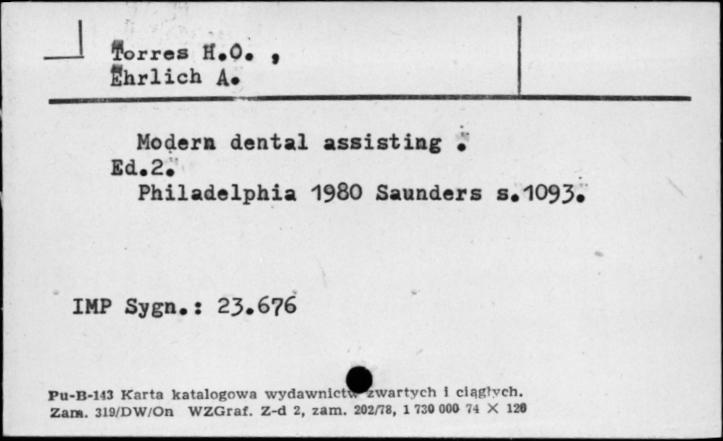 Torres H.O. ,
Ehrlich A.
Modern dental assisting .
Ed.2.
Philadelphia 1980 Saunders s.1093.
IMP Sygn.: 23.676
Pu-B-143 Karta katalogowa wydawnictw zwartych i ciągłych.
Zam. 319/DW/On WZGraf. Z-d 2, zam. 202/78, 1 730 000 74 X 120